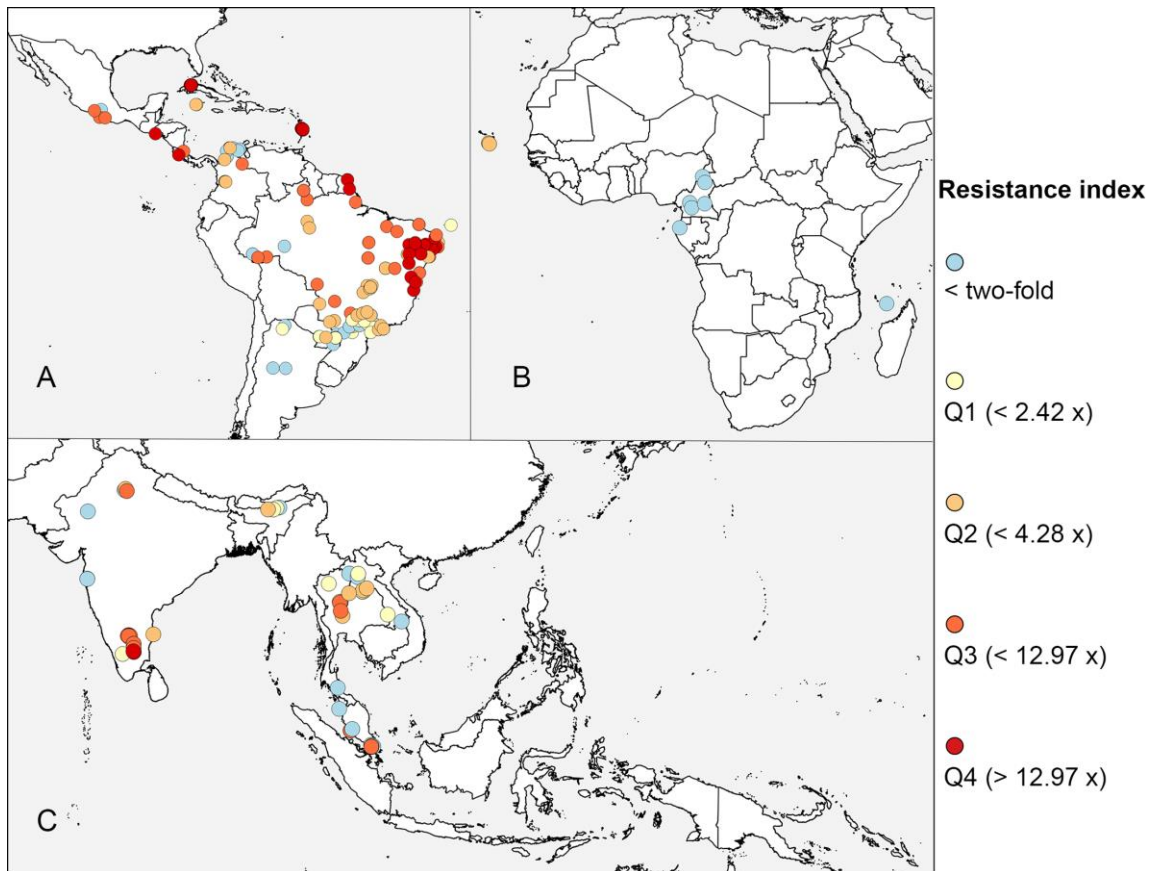 A
B
C
Resistance index
< two-fold
Q1 (< 2.42 x)
Q2 (< 4.28 x)
Q3 (< 12.97 x)
Q4 (> 12.97 x)